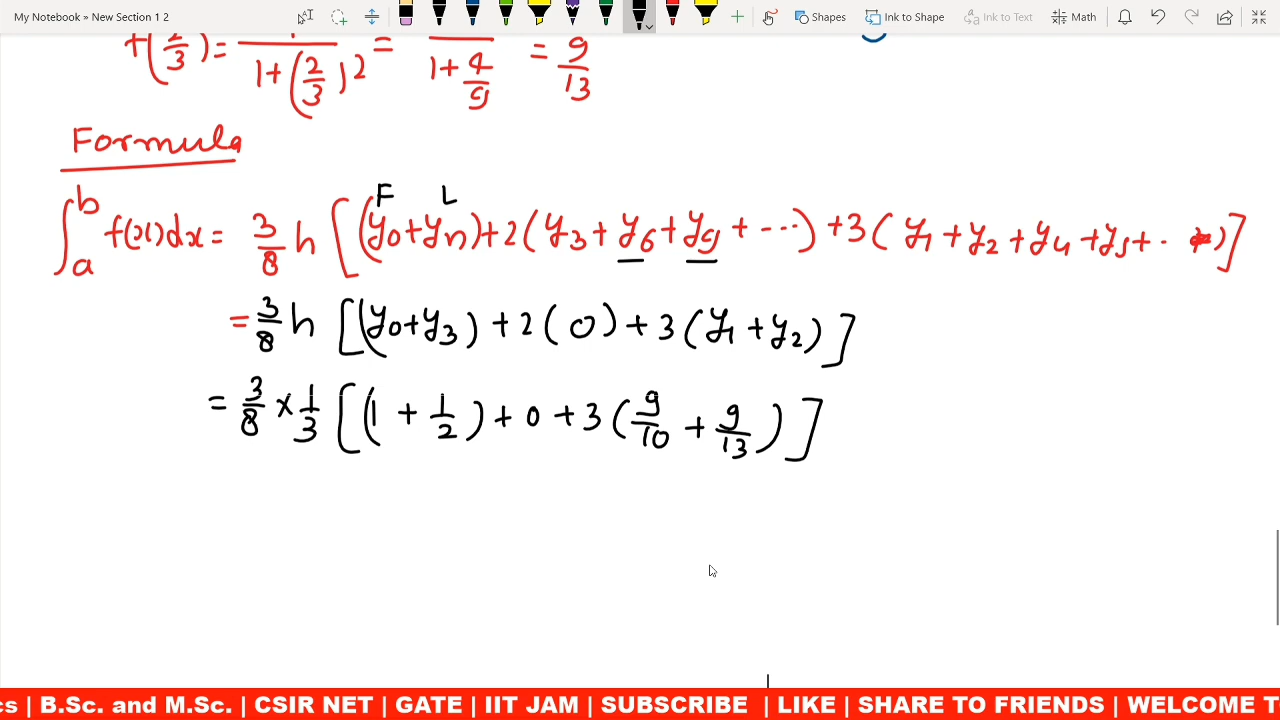 My Notebook » New Section 1 2
Shapes Ink to Shape Ink to Text Math
f(2/3) = 1/(1+(2/3)²) = 1/(1+4/9) = 9/13
Formula
F L
∫_a^b f(x)dx = 3/8 h [(y0+yn)+2(y3+y6+y9+...)+3(y1+y2+y4+y5+..)]
= 3/8 h [(y0+y3)+2(0)+3(y1+y2)]
= 3/8 × 1/3 [(1+1/2)+0+3(9/10+9/13)]
cs | B.Sc. and M.Sc. | CSIR NET | GATE | IIT JAM | SUBSCRIBE | LIKE | SHARE TO FRIENDS | WELCOME T